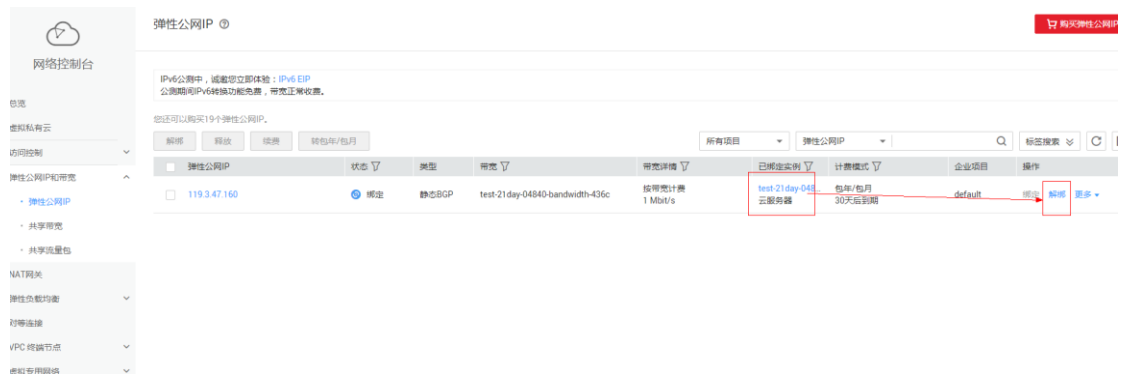 弹性公网IP
购买弹性公网IP
网络控制台
IPv6公测中，诚邀您立即体验：IPv6 EIP
公测期间IPv6转换功能免费，带宽正常收费。
总览
您还可以购买19个弹性公网IP。
虚拟私有云
解绑 释放 续费 转包年/包月
所有项目 弹性公网IP 标签搜索
访问控制
弹性公网IP 状态 类型 带宽 带宽详情 已绑定实例 计费模式 企业项目 操作
弹性公网IP和带宽
119.3.47.160 绑定 静态BGP test-21day-04840-bandwidth-436c
按带宽计费
1 Mbit/s
test-21day-048...
云服务器
包年/包月
30天后到期
default 绑定 解绑 更多
弹性公网IP
共享带宽
共享流量包
NAT网关
弹性负载均衡
对等连接
VPC 终端节点
虚拟专用网络